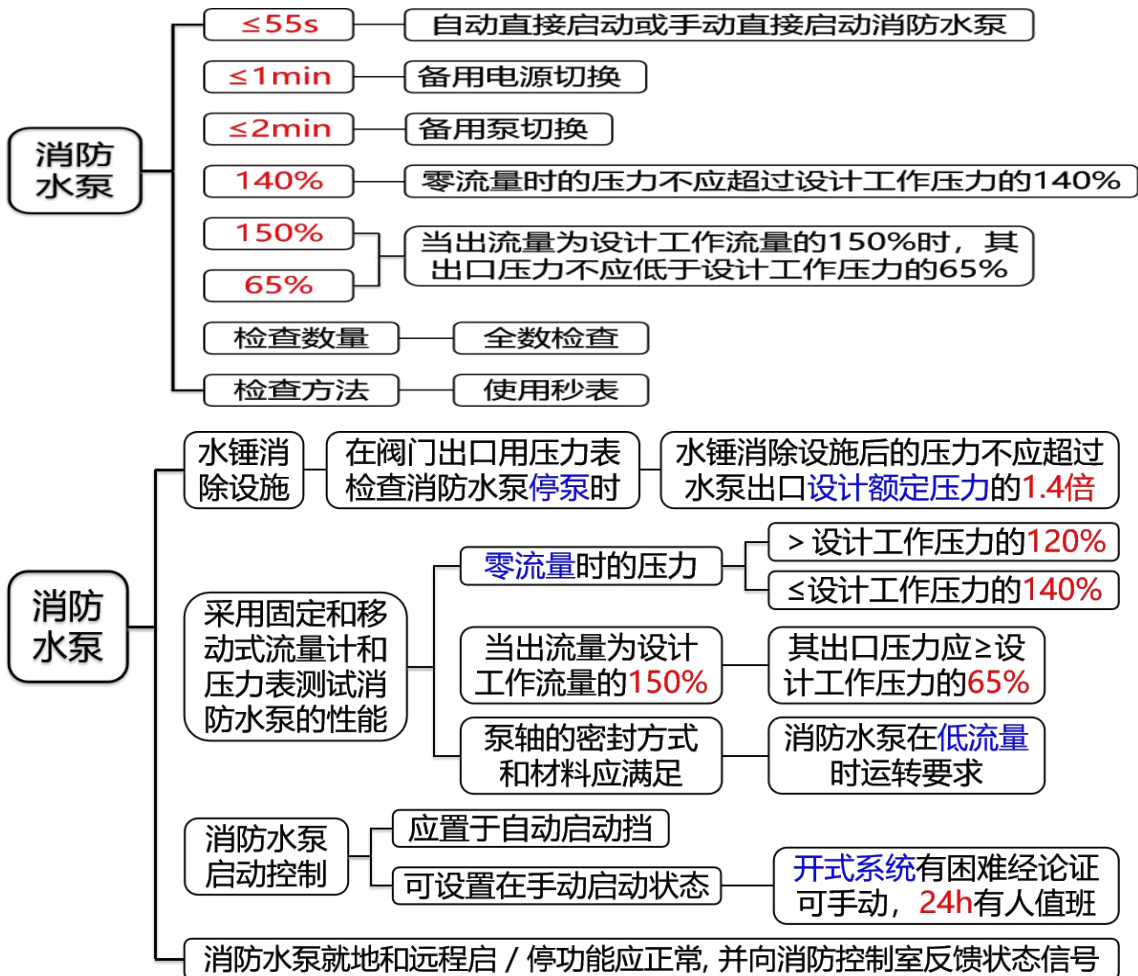 消防
水泵
≤55s
自动直接启动或手动直接启动消防水泵
≤1min
备用电源切换
≤2min
备用泵切换
140%
零流量时的压力不应超过设计工作压力的140%
150%
65%
当出流量为设计工作流量的150%时，其
出口压力不应低于设计工作压力的65%
检查数量
全数检查
检查方法
使用秒表
消防
水泵
水锤消
除设施
在阀门出口用压力表
检查消防水泵停泵时
水锤消除设施后的压力不应超过
水泵出口设计额定压力的1.4倍
采用固定和移
动式流量计和
压力表测试消
防水泵的性能
零流量时的压力
＞设计工作压力的120%
≤设计工作压力的140%
当出流量为设计
工作流量的150%
其出口压力应≥设
计工作压力的65%
泵轴的密封方式
和材料应满足
消防水泵在低流量
时运转要求
消防水泵
启动控制
应置于自动启动挡
可设置在手动启动状态
开式系统有困难经论证
可手动，24h有人值班
消防水泵就地和远程启 / 停功能应正常, 并向消防控制室反馈状态信号